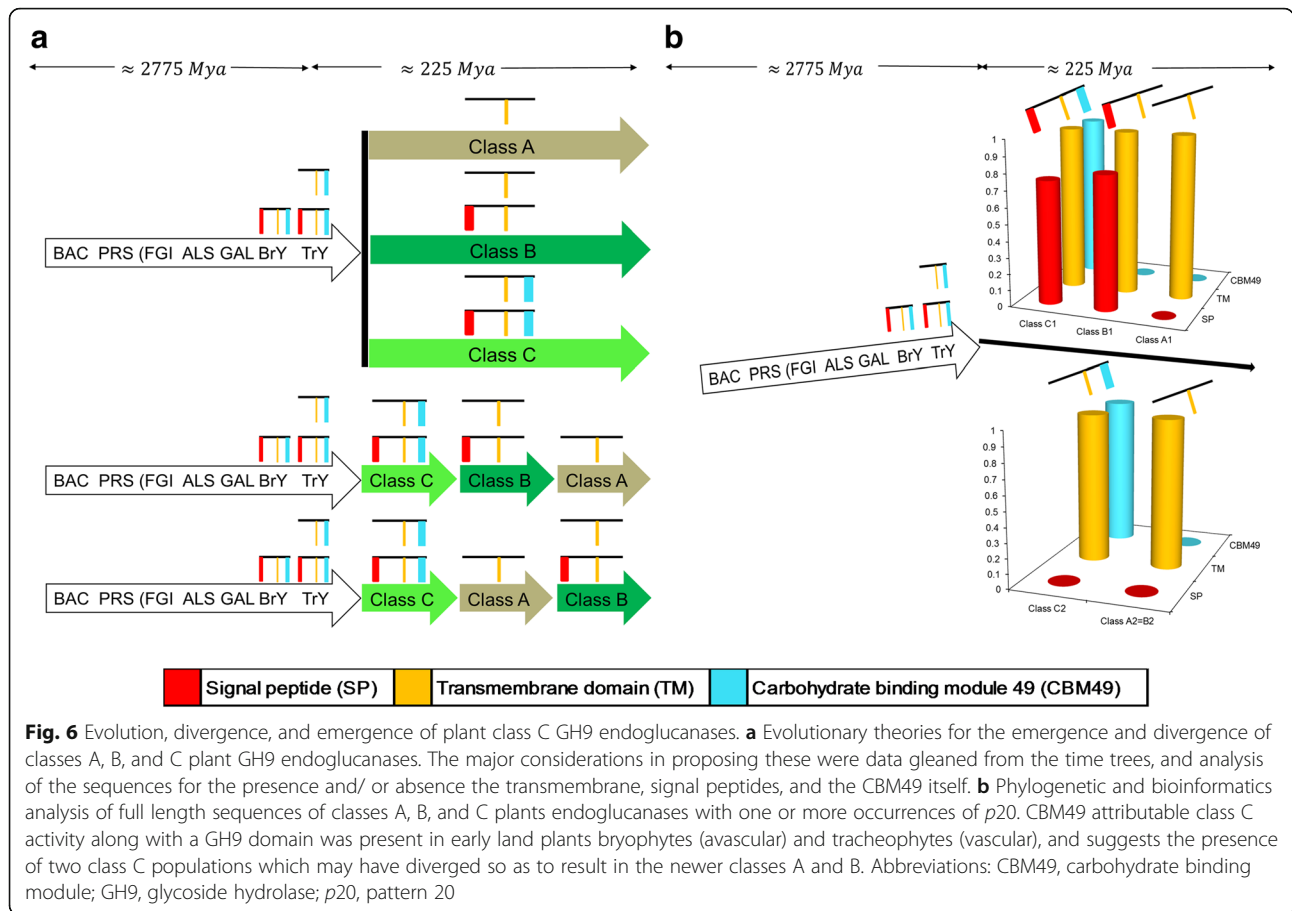 a
≈ 2775 Mya
≈ 225 Mya
Class A
Class B
Class C
BAC PRS (FGI ALS GAL BrY TrY
BAC PRS (FGI ALS GAL BrY TrY
Class C
Class B
Class A
BAC PRS (FGI ALS GAL BrY TrY
Class C
Class A
Class B
b
≈ 2775 Mya
≈ 225 Mya
BAC PRS (FGI ALS GAL BrY TrY
1
0.9
0.8
0.7
0.6
0.5
0.4
0.3
0.2
0.1
0
Class C1
Class B1
Class A1
SP
TM
CBM49
1
0.9
0.8
0.7
0.6
0.5
0.4
0.3
0.2
0.1
0
Class C2
Class A2=B2
SP
TM
CBM49
Signal peptide (SP)
Transmembrane domain (TM)
Carbohydrate binding module 49 (CBM49)
Fig. 6 Evolution, divergence, and emergence of plant class C GH9 endoglucanases. a Evolutionary theories for the emergence and divergence of
classes A, B, and C plant GH9 endoglucanases. The major considerations in proposing these were data gleaned from the time trees, and analysis
of the sequences for the presence and/ or absence the transmembrane, signal peptides, and the CBM49 itself. b Phylogenetic and bioinformatics
analysis of full length sequences of classes A, B, and C plants endoglucanases with one or more occurrences of p20. CBM49 attributable class C
activity along with a GH9 domain was present in early land plants bryophytes (avascular) and tracheophytes (vascular), and suggests the presence
of two class C populations which may have diverged so as to result in the newer classes A and B. Abbreviations: CBM49, carbohydrate binding
module; GH9, glycoside hydrolase; p20, pattern 20